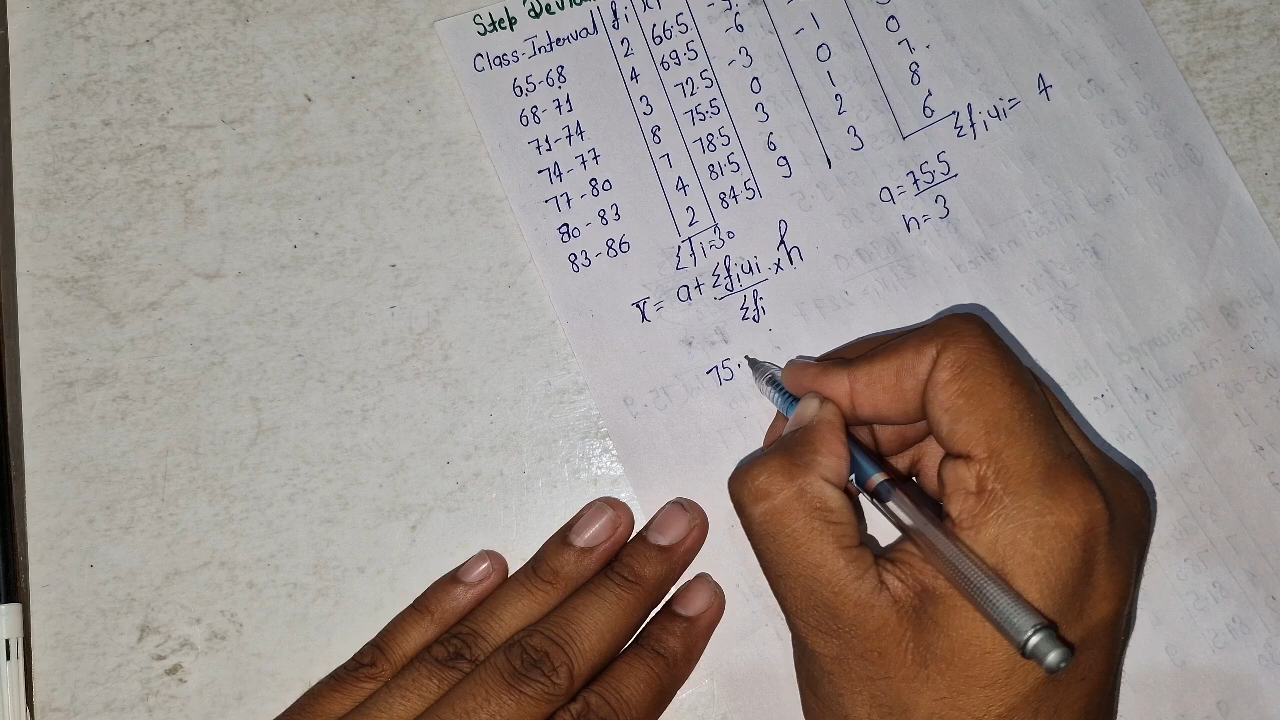 Step Devia
Class-Interval fi xi
65-68 2 66.5
68-71 4 69.5 -6 -1
71-74 3 72.5 -3 0 0
74-77 8 75.5 0 1 7
77-80 7 78.5 3 2 8
80-83 4 81.5 6 3 6
83-86 2 84.5 9
Σfi=30 Σfiui= 4
a=75.5
h=3
x̄ = a+ Σfiui/Σfi × h
75.